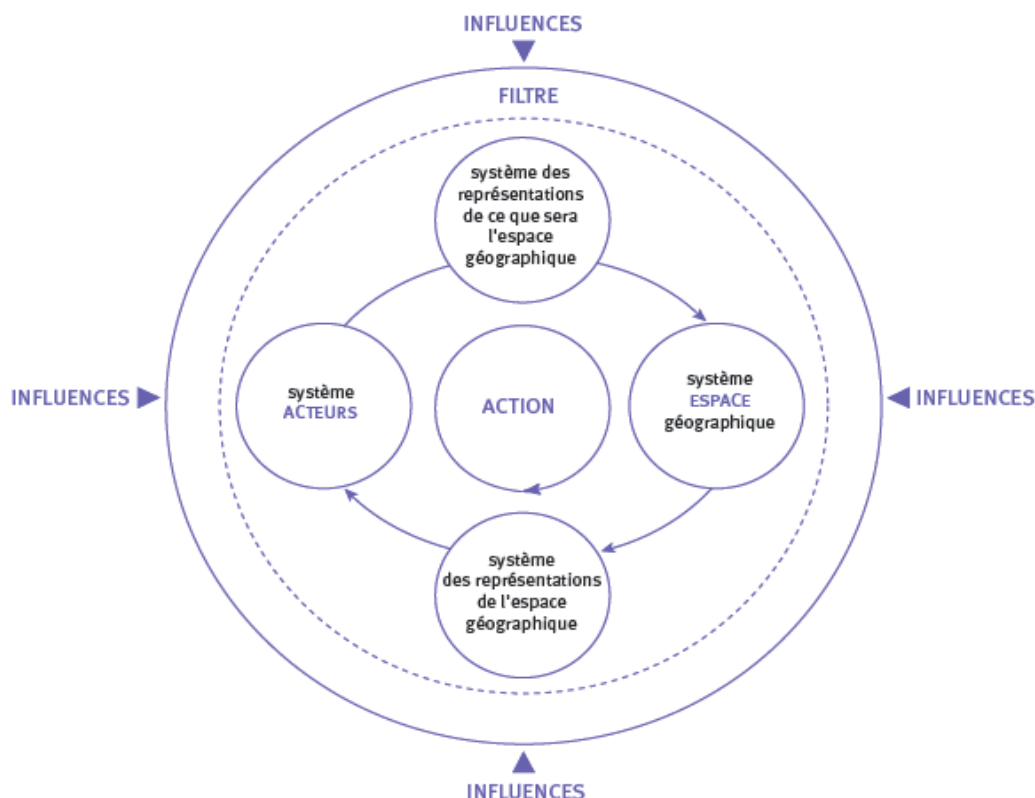 INFLUENCES
FILTRE
système des
représentations
de ce que sera
l'espace
géographique
INFLUENCES
système
ACTEURS
ACTION
système
ESPACE
géographique
INFLUENCES
système
des représentations
de l'espace
géographique
INFLUENCES